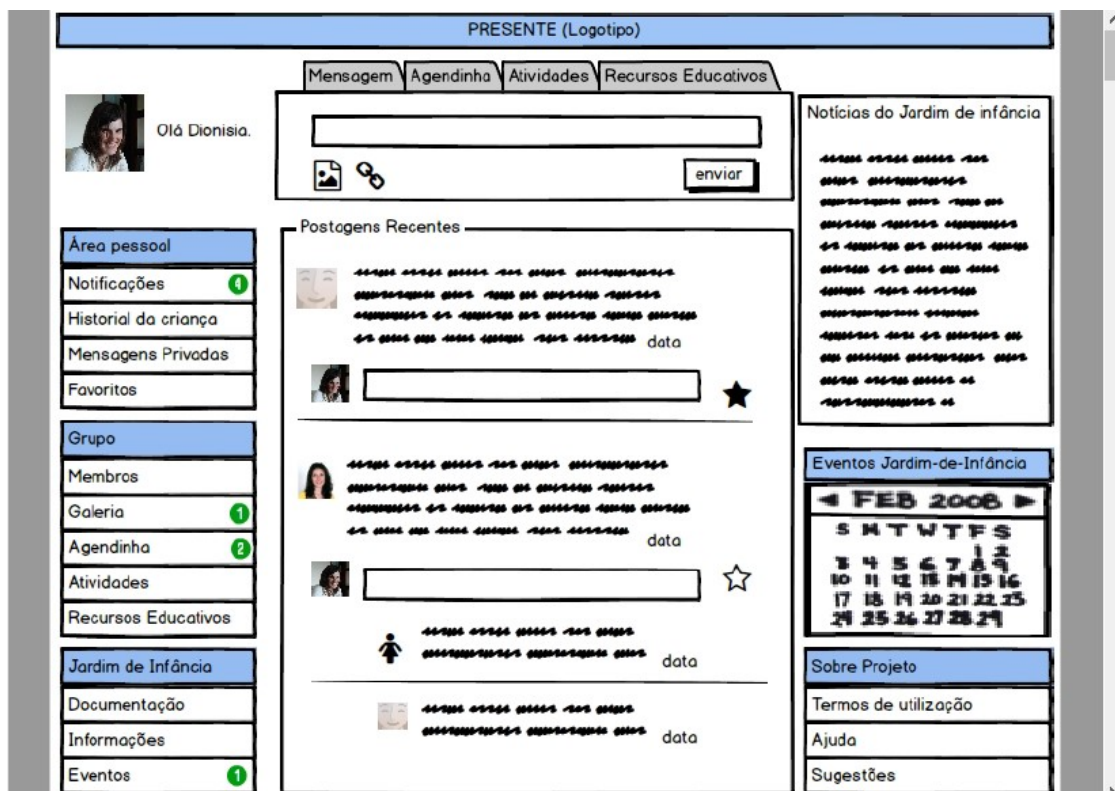 PRESENTE (Logotipo)
Mensagem Agendinha Atividades Recursos Educativos
Olá Dionisia.
enviar
Notícias do Jardim de infância
Postagens Recentes
data
data
data
data
Área pessoal
Notificações 4
Historial da criança
Mensagens Privadas
Favoritos
Grupo
Membros
Galeria 1
Agendinha 2
Atividades
Recursos Educativos
Jardim de Infância
Documentação
Informações
Eventos 1
Eventos Jardim-de-Infância
FEB 2008
S M T W T F S
1 2
3 4 5 6 7 8 9
10 11 12 13 14 15 16
17 18 19 20 21 22 23
24 25 26 27 28 29
Sobre Projeto
Termos de utilização
Ajuda
Sugestões